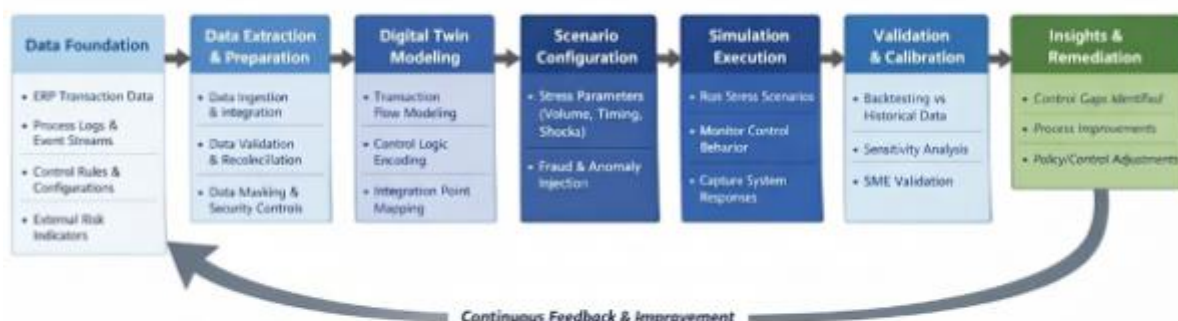 Data Foundation
• ERP Transaction Data
• Process Logs &
Event Streams
• Control Rules &
Configurations
• External Risk
Indicators
Data Extraction
& Preparation
• Data Ingestion
& integration
• Data Validation
& Recoincillation
• Data Masking &
Security Controls
Digital Twin
Modeling
• Transaction
Flow Modeling
• Control Logic
Encoding
• Integration Point
Mapping
Scenario
Configuration
• Stress Parameters
(Volume, Timing,
Shocka)
• Fraud & Anomaly
Injection
Simulation
Execution
• Run Stress Scenarios
• Monitor Control
Behavior
• Capture System
Responses
Validation
& Calibration
• Backtesting vs
Historical Data
• Sensitivity Analysis
• SME Validation
Insights &
Remediation
• Control Gaps Identified
• Process Improvements
• Policy/Control Adjustments
Continuous Feedback & Improvement